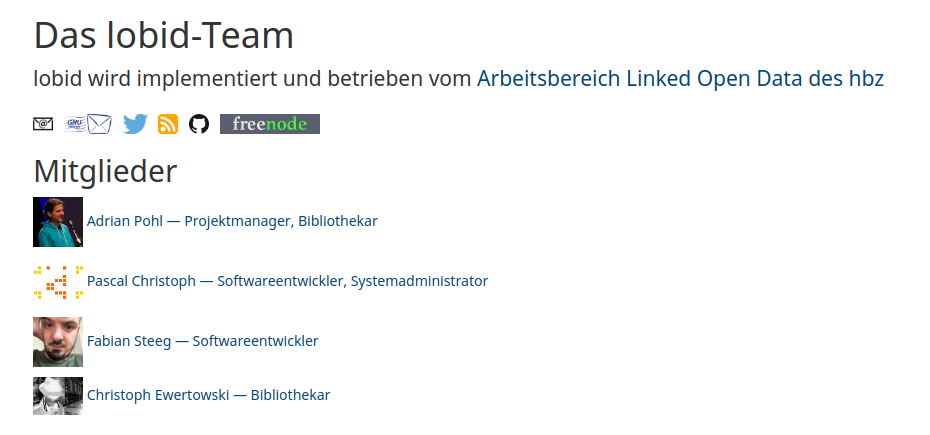 Das lobid-Team
lobid wird implementiert und betrieben vom Arbeitsbereich Linked Open Data des hbz
@ GNU freenode
Mitglieder
Adrian Pohl — Projektmanager, Bibliothekar
Pascal Christoph — Softwareentwickler, Systemadministrator
Fabian Steeg — Softwareentwickler
Christoph Ewertowski — Bibliothekar